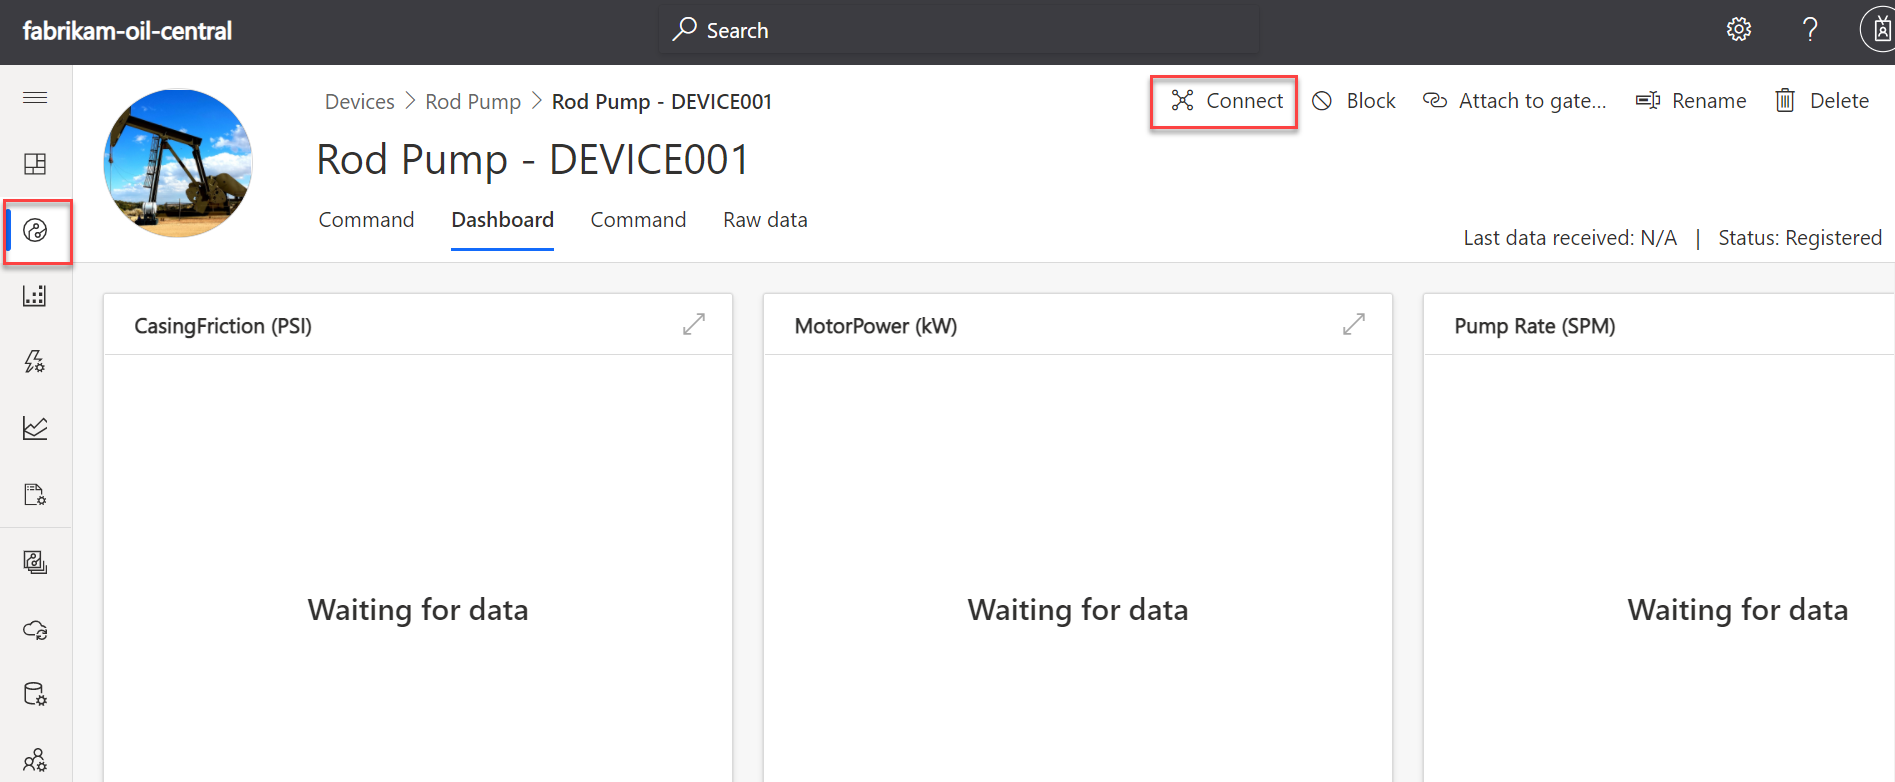 fabrikam-oil-central
Search
?
Devices > Rod Pump > Rod Pump - DEVICE001
Connect
Block
Attach to gate...
Rename
Delete
Rod Pump - DEVICE001
Command
Dashboard
Command
Raw data
Last data received: N/A | Status: Registered
CasingFriction (PSI)
MotorPower (kW)
Pump Rate (SPM)
Waiting for data
Waiting for data
Waiting for data